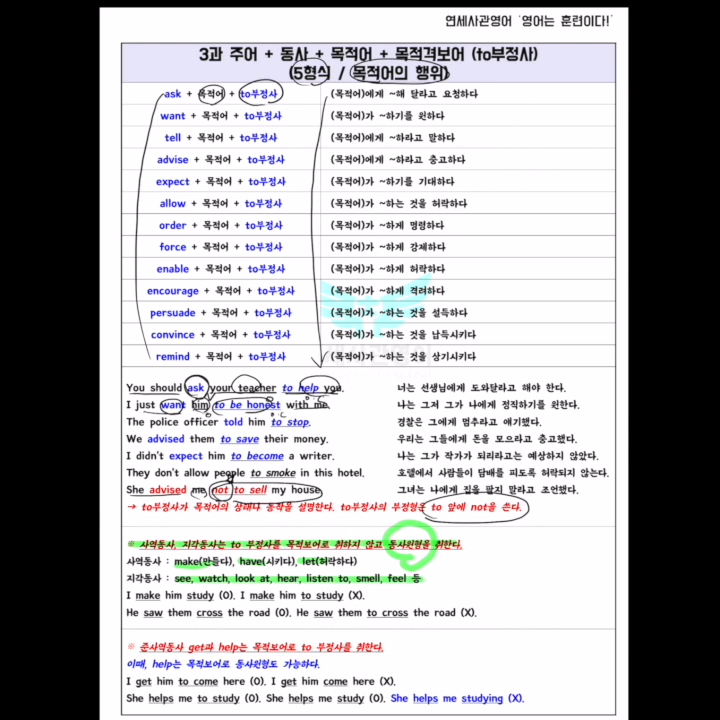 연세사관영어 '영어는 훈련이다!'
3과 주어 + 동사 + 목적어 + 목적격보어 (to부정사)
(5형식 / 목적어의 행위)
ask + 목적어 + to부정사 (목적어)에게 ~해 달라고 요청하다
want + 목적어 + to부정사 (목적어)가 ~하기를 원하다
tell + 목적어 + to부정사 (목적어)에게 ~하라고 말하다
advise + 목적어 + to부정사 (목적어)에게 ~하라고 충고하다
expect + 목적어 + to부정사 (목적어)가 ~하기를 기대하다
allow + 목적어 + to부정사 (목적어)가 ~하는 것을 허락하다
order + 목적어 + to부정사 (목적어)가 ~하게 명령하다
force + 목적어 + to부정사 (목적어)가 ~하게 강제하다
enable + 목적어 + to부정사 (목적어)가 ~하게 허락하다
encourage + 목적어 + to부정사 (목적어)가 ~하게 격려하다
persuade + 목적어 + to부정사 (목적어)가 ~하는 것을 설득하다
convince + 목적어 + to부정사 (목적어)가 ~하는 것을 납득시키다
remind + 목적어 + to부정사 (목적어)가 ~하는 것을 상기시키다
You should ask your teacher to help you. 너는 선생님에게 도와달라고 해야 한다.
I just want him to be honest with me. 나는 그저 그가 나에게 정직하기를 원한다.
The police officer told him to stop. 경찰은 그에게 멈추라고 얘기했다.
We advised them to save their money. 우리는 그들에게 돈을 모으라고 충고했다.
I didn't expect him to become a writer. 나는 그가 작가가 되리라고는 예상하지 않았다.
They don't allow people to smoke in this hotel. 호텔에서 사람들이 담배를 피도록 허락되지 않는다.
She advised me not to sell my house. 그녀는 나에게 집을 팔지 말라고 조언했다.
→ to부정사가 목적어의 상태나 동작을 설명한다. to부정사의 부정형은 to 앞에 not을 쓴다.
※ 사역동사, 지각동사는 to 부정사를 목적보어로 취하지 않고 동사원형을 취한다.
사역동사 : make(만들다), have(시키다), let(허락하다)
지각동사 : see, watch, look at, hear, listen to, smell, feel 등
I make him study (O). I make him to study (X).
He saw them cross the road (O). He saw them to cross the road (X).
※ 준사역동사 get과 help는 목적보어로 to 부정사를 취한다.
이때, help는 목적보어로 동사원형도 가능하다.
I get him to come here (O). I get him come here (X).
She helps me to study (O). She helps me study (O). She helps me studying (X).